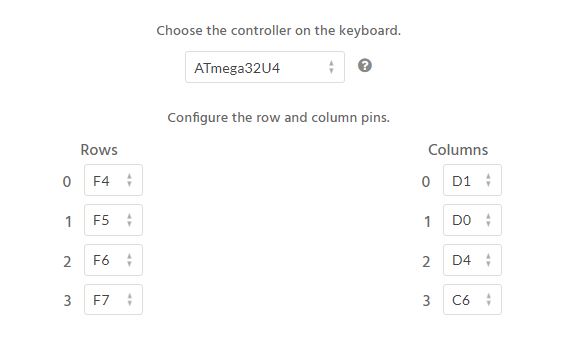 Choose the controller on the keyboard.
ATmega32U4 ?
Configure the row and column pins.
Rows Columns
0 F4 0 D1
1 F5 1 D0
2 F6 2 D4
3 F7 3 C6